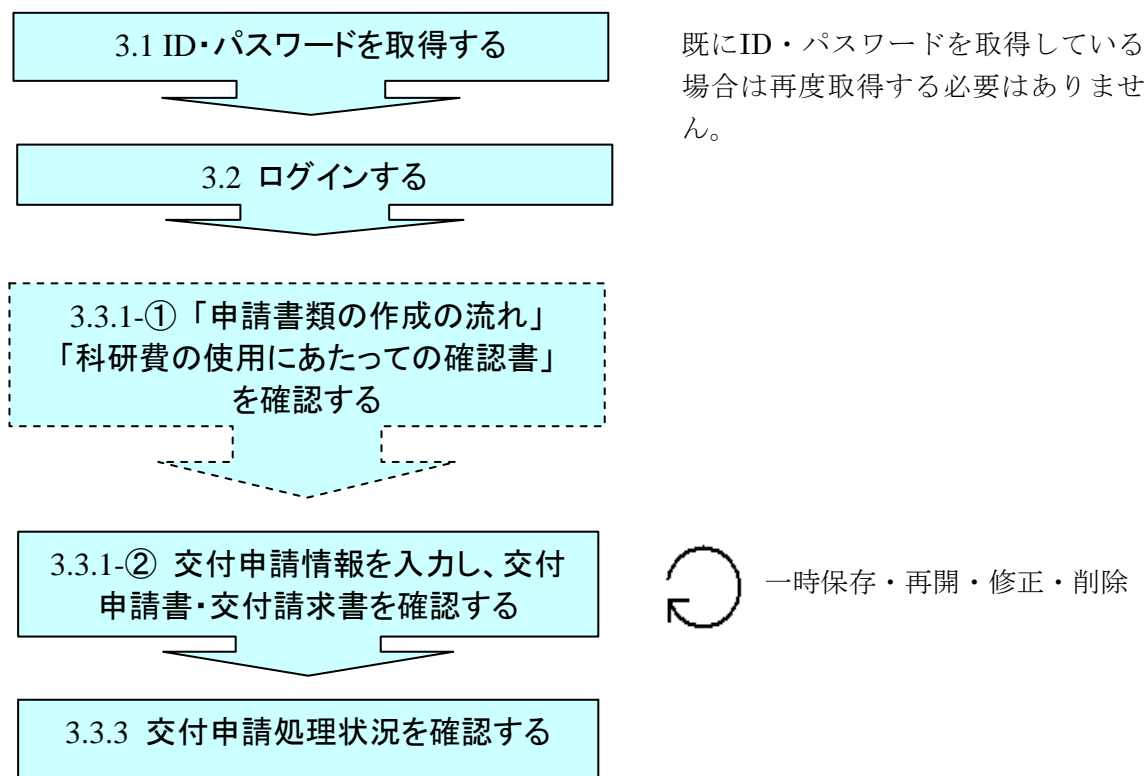 3.1 ID・パスワードを取得する
既にID・パスワードを取得している
場合は再度取得する必要はありませ
ん。
3.2 ログインする
3.3.1-①「申請書類の作成の流れ」
「科研費の使用にあたっての確認書」
を確認する
3.3.1-② 交付申請情報を入力し、交付
申請書・交付請求書を確認する
一時保存・再開・修正・削除
3.3.3 交付申請処理状況を確認する